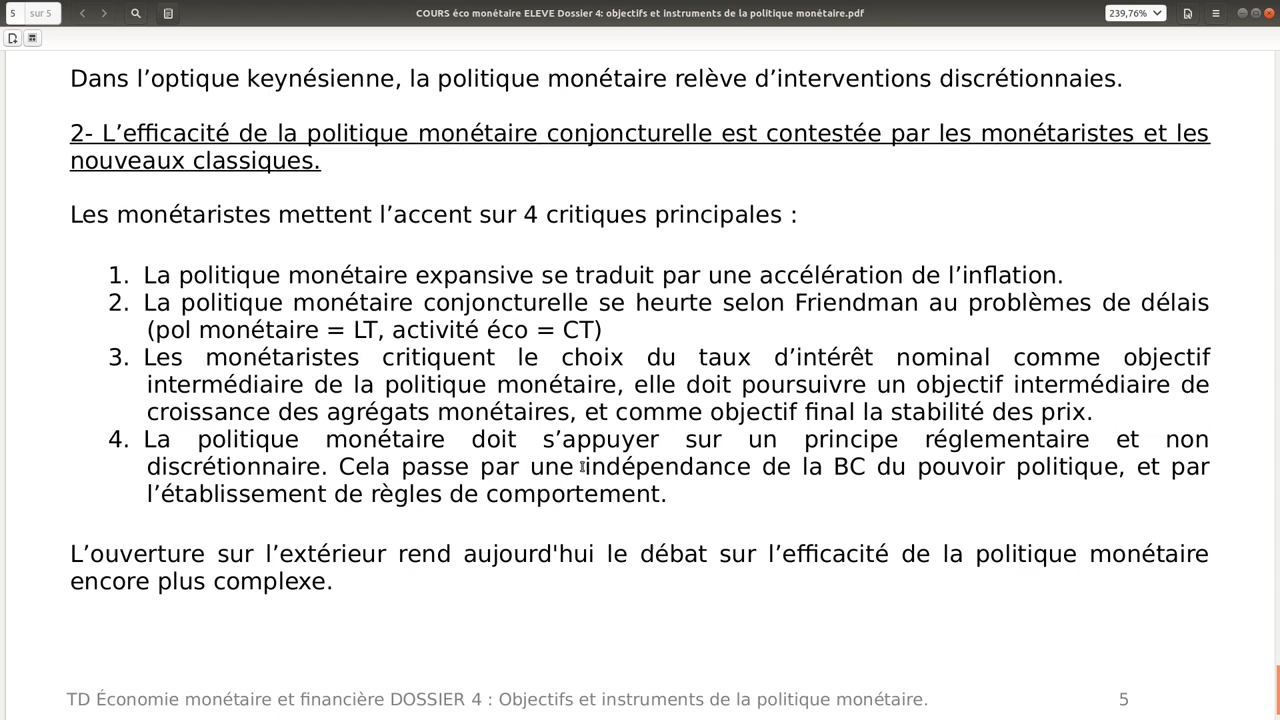 5 sur 5
COURS éco monétaire ELEVE Dossier 4: objectifs et instruments de la politique monétaire.pdf
239,76%
Dans l’optique keynésienne, la politique monétaire relève d’interventions discrétionnaies.
2- L’efficacité de la politique monétaire conjoncturelle est contestée par les monétaristes et les
nouveaux classiques.
Les monétaristes mettent l’accent sur 4 critiques principales :
1. La politique monétaire expansive se traduit par une accélération de l’inflation.
2. La politique monétaire conjoncturelle se heurte selon Friendman au problèmes de délais
(pol monétaire = LT, activité éco = CT)
3. Les monétaristes critiquent le choix du taux d’intérêt nominal comme objectif
intermédiaire de la politique monétaire, elle doit poursuivre un objectif intermédiaire de
croissance des agrégats monétaires, et comme objectif final la stabilité des prix.
4. La politique monétaire doit s’appuyer sur un principe réglementaire et non
discrétionnaire. Cela passe par une indépendance de la BC du pouvoir politique, et par
l’établissement de règles de comportement.
L’ouverture sur l’extérieur rend aujourd'hui le débat sur l’efficacité de la politique monétaire
encore plus complexe.
TD Économie monétaire et financière DOSSIER 4 : Objectifs et instruments de la politique monétaire. 5